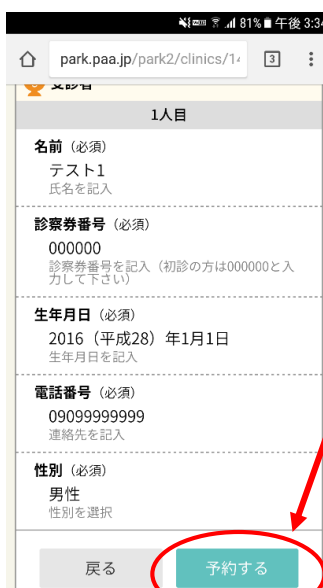 81% 午後 3:34
park.paa.jp/park2/clinics/14
3
受診者
1人目
名前（必須）
テスト1
氏名を記入
診察券番号（必須）
000000
診察券番号を記入（初診の方は000000と入
力して下さい）
生年月日（必須）
2016（平成28）年1月1日
生年月日を記入
電話番号（必須）
09099999999
連絡先を記入
性別（必須）
男性
性別を選択
戻る
予約する